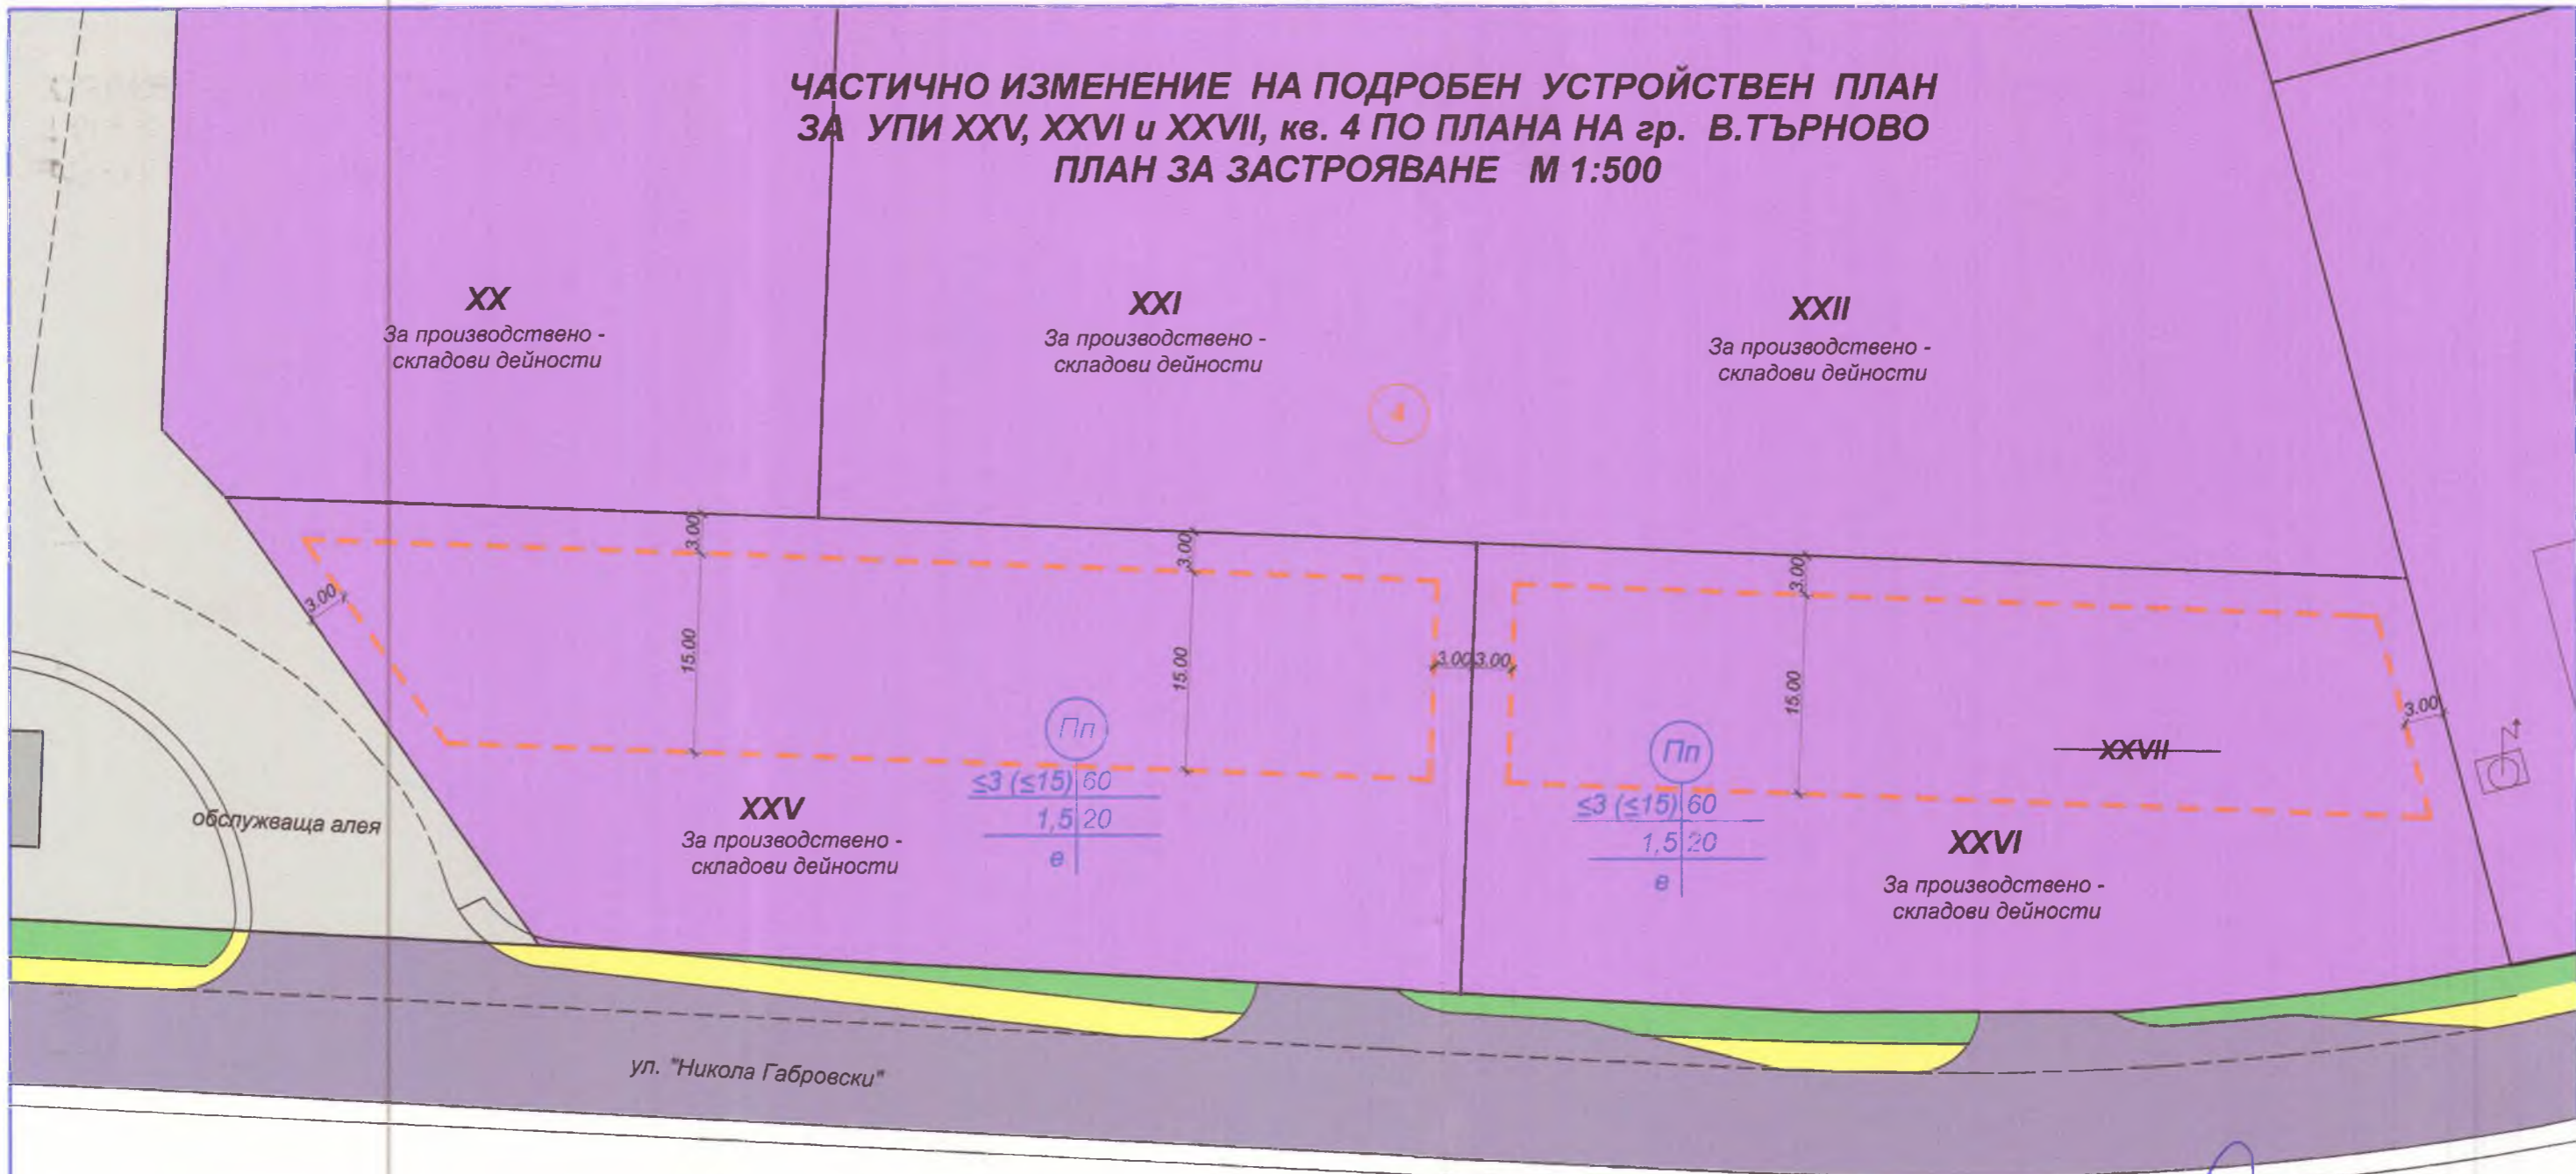 ЧАСТИЧНО ИЗМЕНЕНИЕ НА ПОДРОБЕН УСТРОЙСТВЕН ПЛАН
ЗА УПИ XXV, XXVI и XXVII, кв. 4 ПО ПЛАНА НА гр. В.ТЪРНОВО
ПЛАН ЗА ЗАСТРОЯВАНЕ М 1:500
XX
За производствено -
складови дейности
XXI
За производствено -
складови дейности
XXII
За производствено -
складови дейности
4
3.00
3.00
3.00
3.00
15.00
15.00
3.00 3.00
15.00
3.00
Пп
≤3 (≤15) 60
1,5 20
е
Пп
≤3 (≤15) 60
1,5 20
е
XXVII
XXV
За производствено -
складови дейности
XXVI
За производствено -
складови дейности
обслужваща алея
ул. "Никола Габровски"